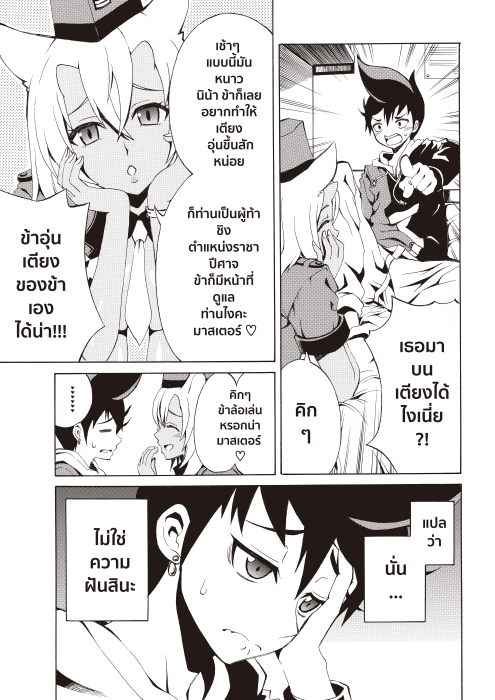 เธอมา
บน
เตียงได้
ไงเนี่ย
?!
คิก
ๆ
เช้าๆ
แบบนี้มัน
หนาว
นิน้า ข้าก็เลย
อยากทำให้
เตียง
อุ่นขึ้นสัก
หน่อย
ก็ท่านเป็นผู้ท้า
ชิง
ตำแหน่งราชา
ปีศาจ
ข้าก็มีหน้าที่
ดูแล
ท่านไงคะ
มาสเตอร์ ♡
ข้าอุ่น
เตียง
ของข้า
เอง
ได้น่า!!!
คิกๆ
ข้าล้อเล่น
หรอกน่า
มาสเตอร์
♡
แปล
ว่า
นั่น
...
ไม่ใช่
ความ
ฝันสินะ